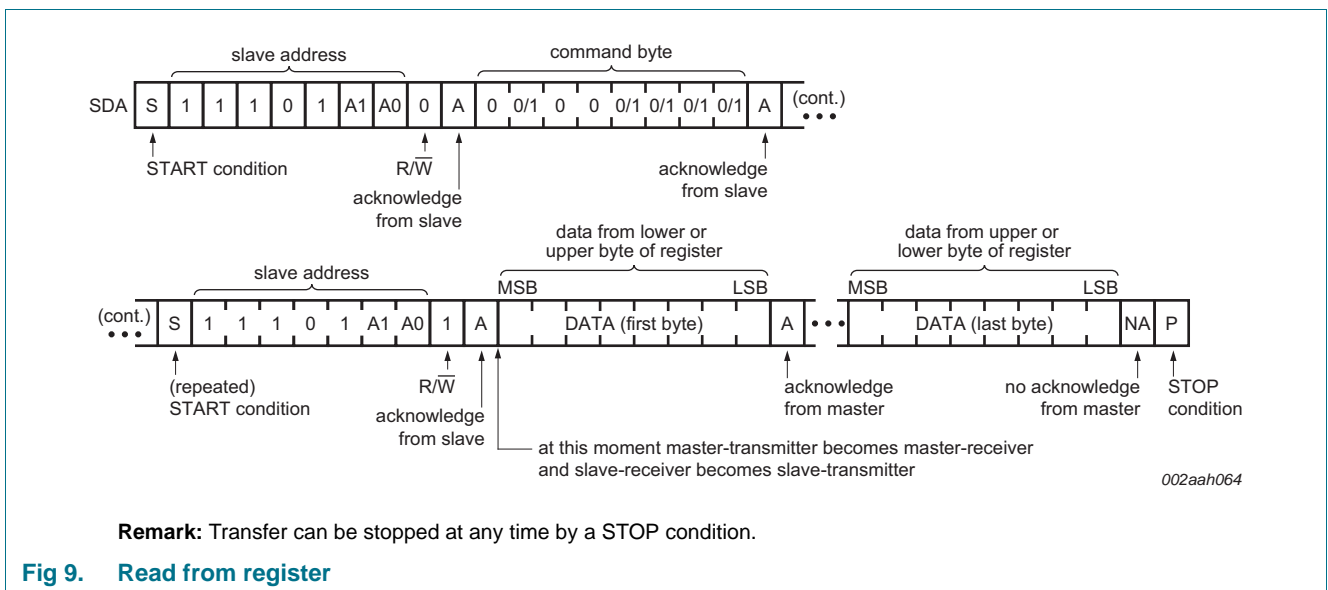 slave address
command byte
SDA S 1 1 1 0 1 A1 A0 0 A 0 0/1 0 0 0/1 0/1 0/1 0/1 A (cont.)
START condition
R/W
acknowledge
from slave
acknowledge
from slave
data from lower or
upper byte of register
data from upper or
lower byte of register
slave address
MSB LSB MSB LSB
(cont.) S 1 1 1 0 1 A1 A0 1 A DATA (first byte) A DATA (last byte) NA P
(repeated)
START condition
R/W
acknowledge
from slave
acknowledge
from master
no acknowledge
from master
STOP
condition
at this moment master-transmitter becomes master-receiver
and slave-receiver becomes slave-transmitter
002aah064
Remark: Transfer can be stopped at any time by a STOP condition.
Fig 9. Read from register